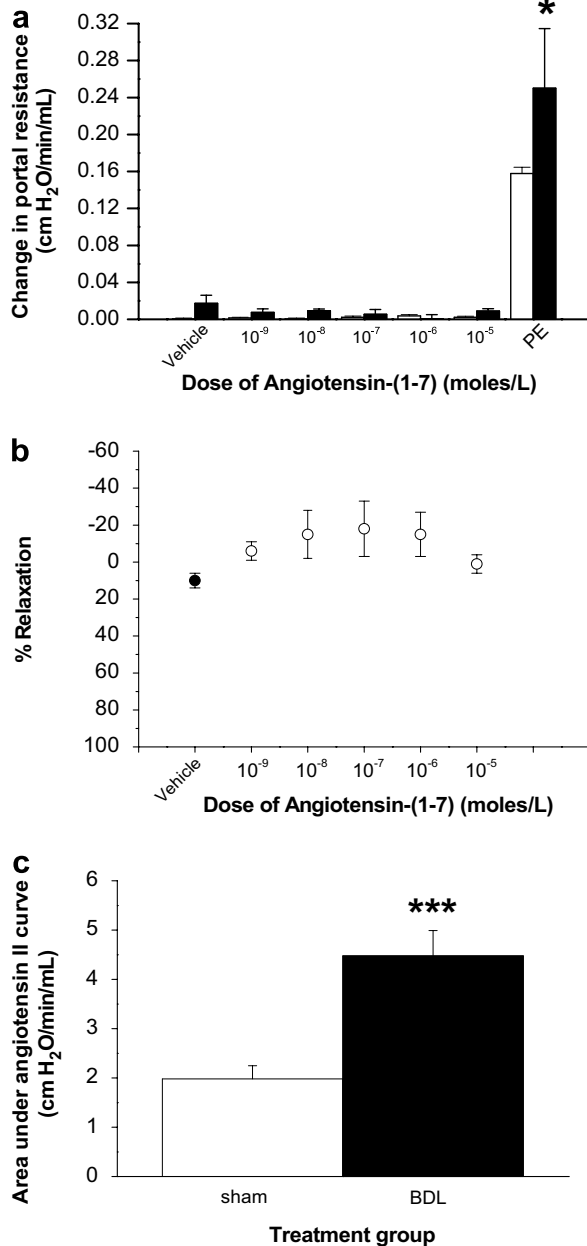 a
Change in portal resistance
(cm H₂O/min/mL)
*
0.32
0.28
0.24
0.20
0.16
0.12
0.08
0.04
0.00
Vehicle 10⁻⁹ 10⁻⁸ 10⁻⁷ 10⁻⁶ 10⁻⁵ PE
Dose of Angiotensin-(1-7) (moles/L)
b
% Relaxation
-60
-40
-20
0
20
40
60
80
100
Vehicle 10⁻⁹ 10⁻⁸ 10⁻⁷ 10⁻⁶ 10⁻⁵
Dose of Angiotensin-(1-7) (moles/L)
c
Area under angiotensin II curve
(cm H₂O/min/mL)
6
5
4
3
2
1
0
***
sham BDL
Treatment group